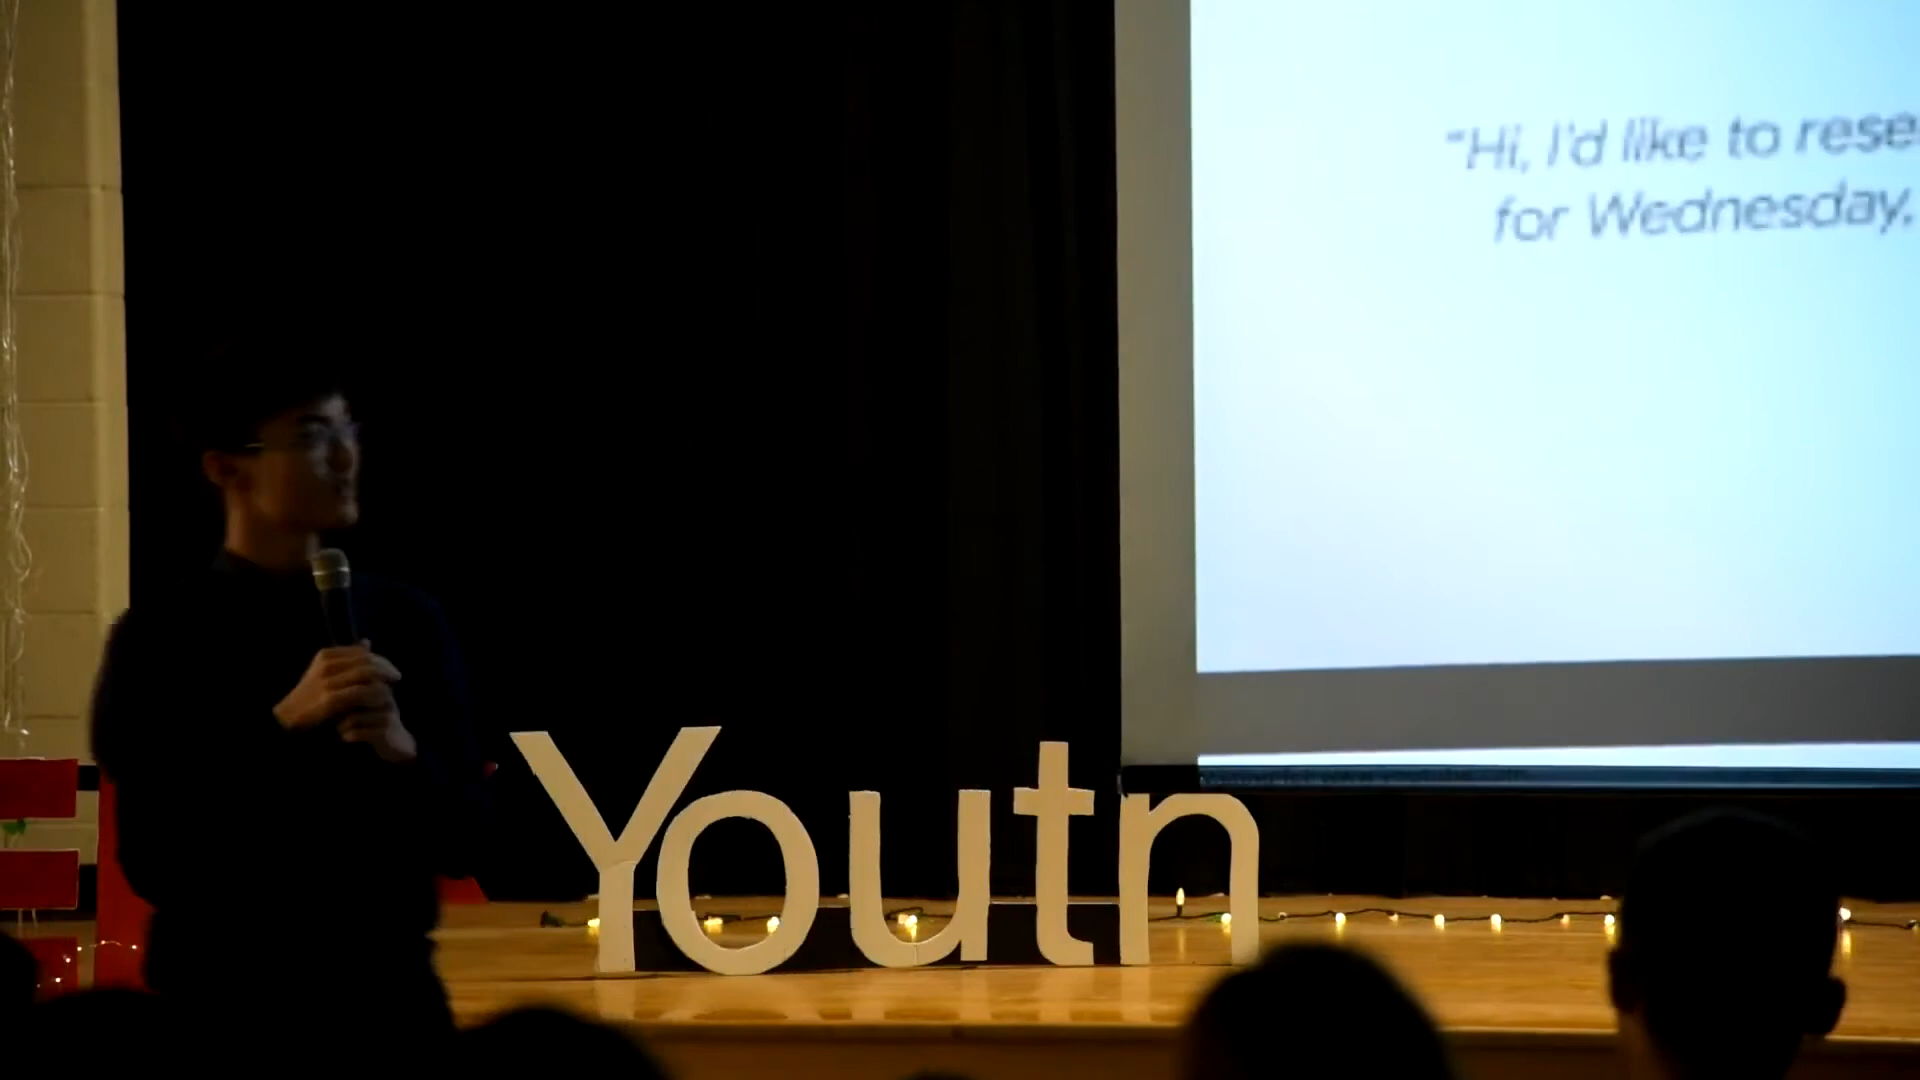 “Hi, I'd like to rese
for Wednesday,
Youth